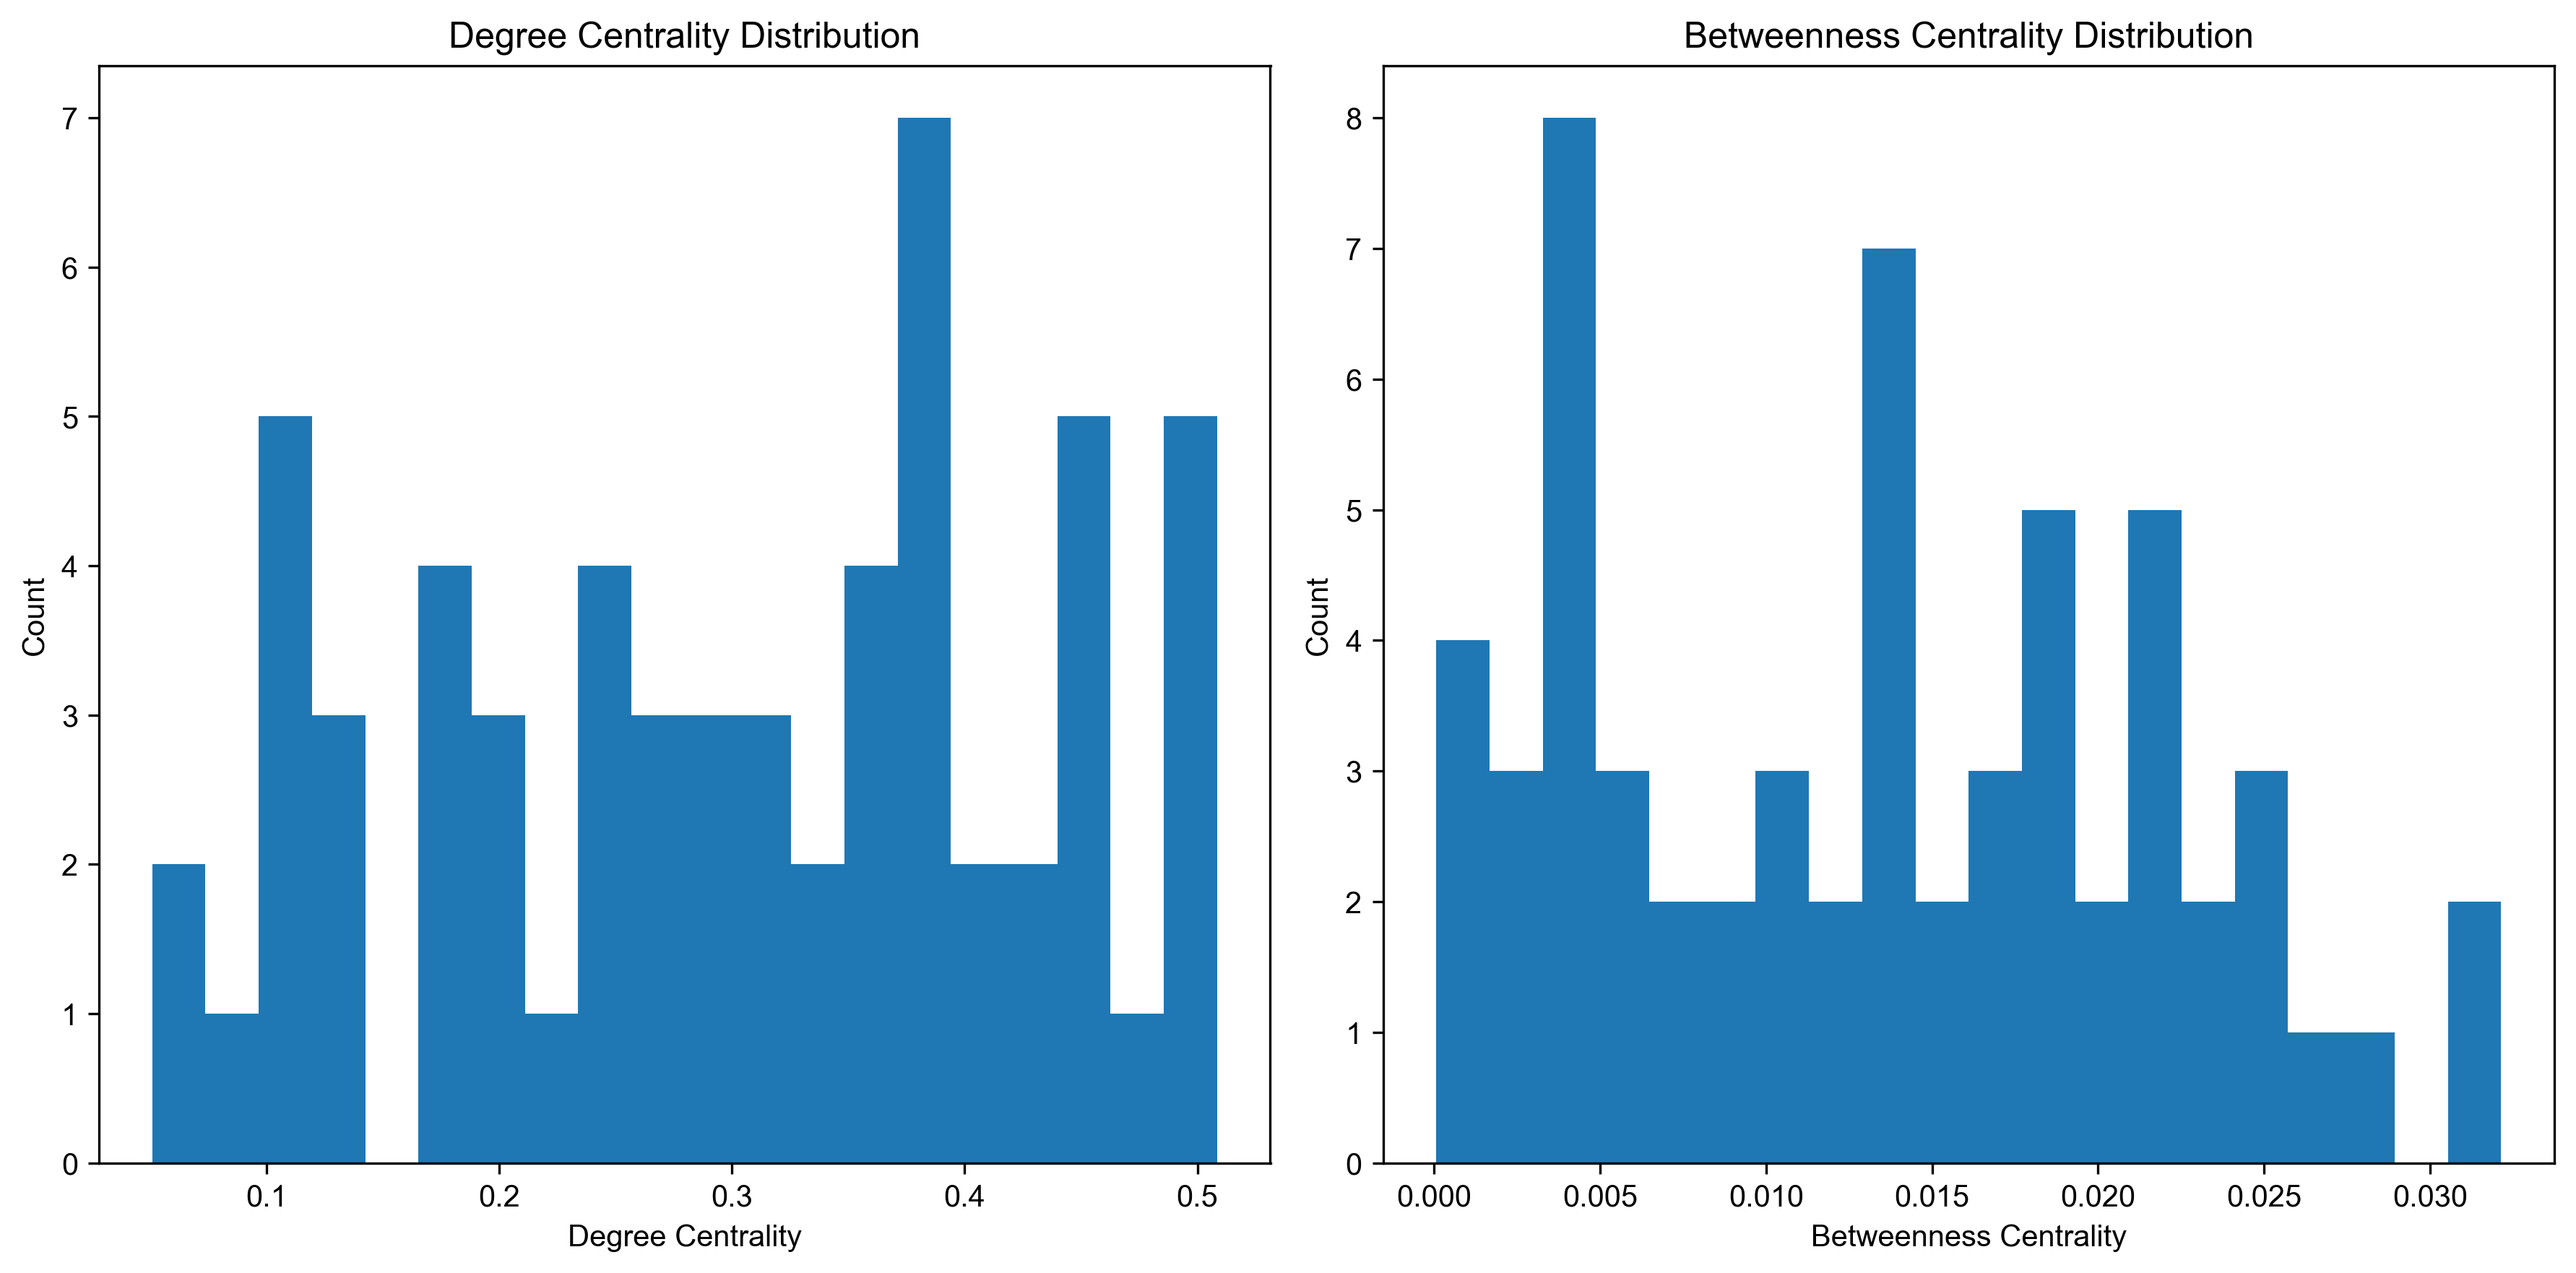 Degree Centrality Distribution
7
6
5
4
3
2
1
0
Count
0.1 0.2 0.3 0.4 0.5
Degree Centrality
Betweenness Centrality Distribution
8
7
6
5
4
3
2
1
0
Count
0.000 0.005 0.010 0.015 0.020 0.025 0.030
Betweenness Centrality